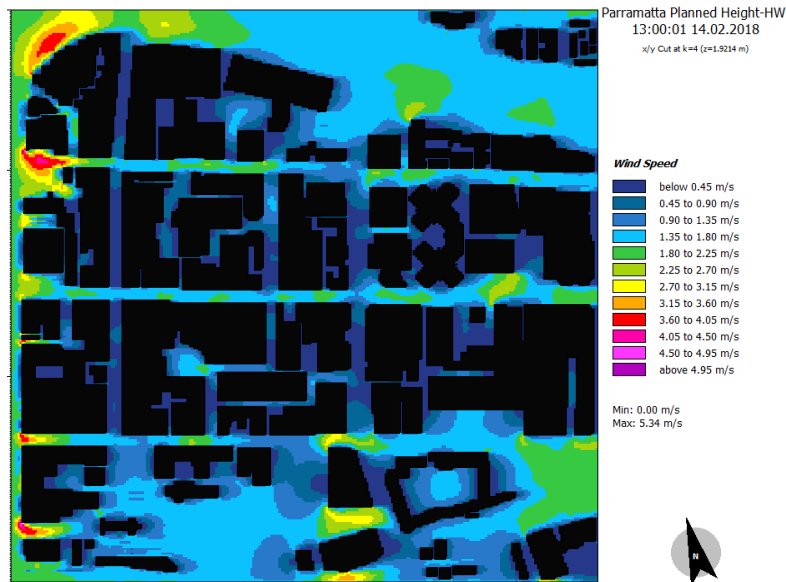 Parramatta Planned Height-HW
13:00:01 14.02.2018
x/y Cut at k=4 (z=1.9214 m)
Wind Speed
below 0.45 m/s
0.45 to 0.90 m/s
0.90 to 1.35 m/s
1.35 to 1.80 m/s
1.80 to 2.25 m/s
2.25 to 2.70 m/s
2.70 to 3.15 m/s
3.15 to 3.60 m/s
3.60 to 4.05 m/s
4.05 to 4.50 m/s
4.50 to 4.95 m/s
above 4.95 m/s
Min: 0.00 m/s
Max: 5.34 m/s
N